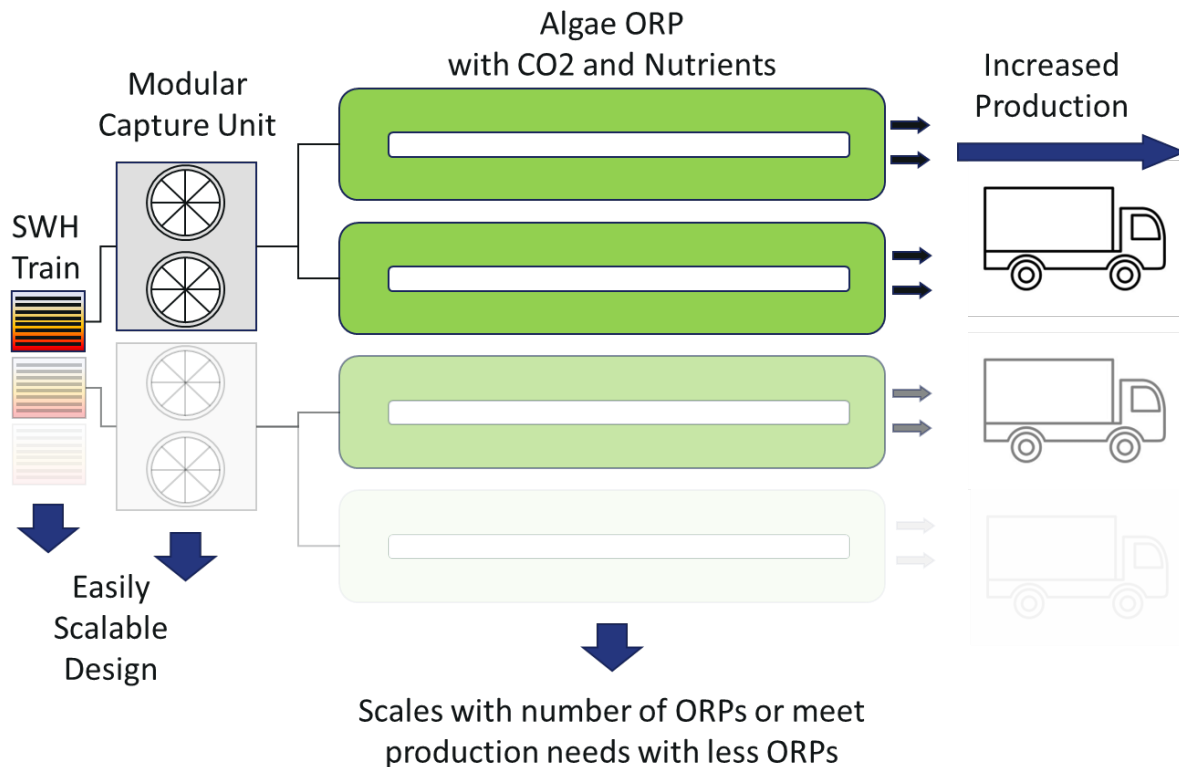 Algae ORP
with CO2 and Nutrients
Modular
Capture Unit
Increased
Production
SWH
Train
Easily
Scalable
Design
Scales with number of ORPs or meet
production needs with less ORPs